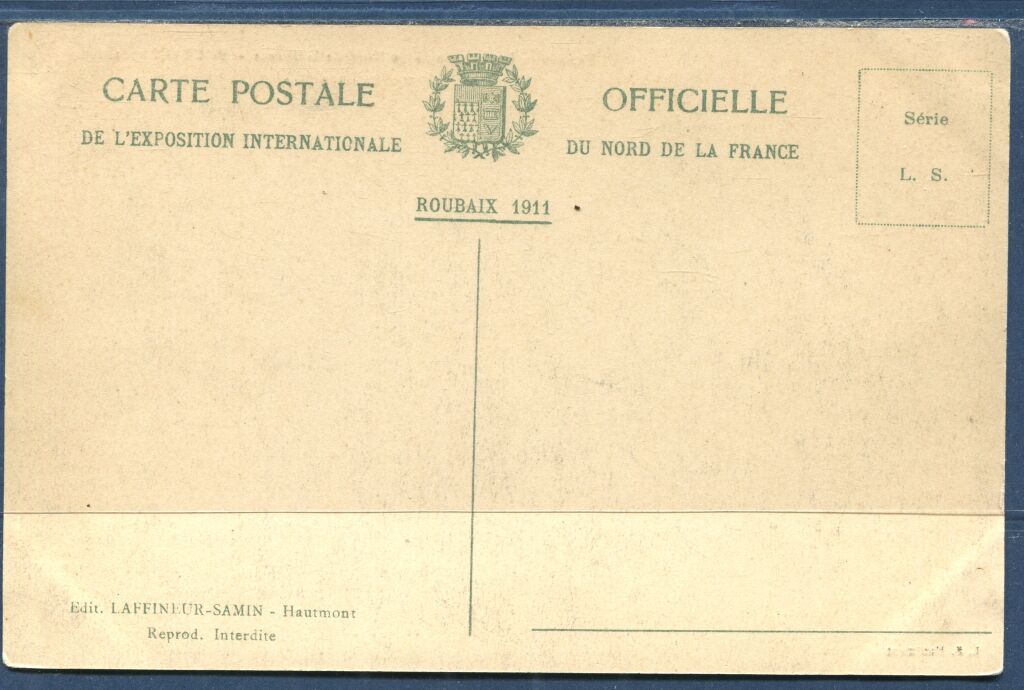 CARTE POSTALE OFFICIELLE
DE L'EXPOSITION INTERNATIONALE DU NORD DE LA FRANCE
ROUBAIX 1911
Série
L. S.
Edit. LAFFINEUR-SAMIN - Hautmont
Reprod. Interdite